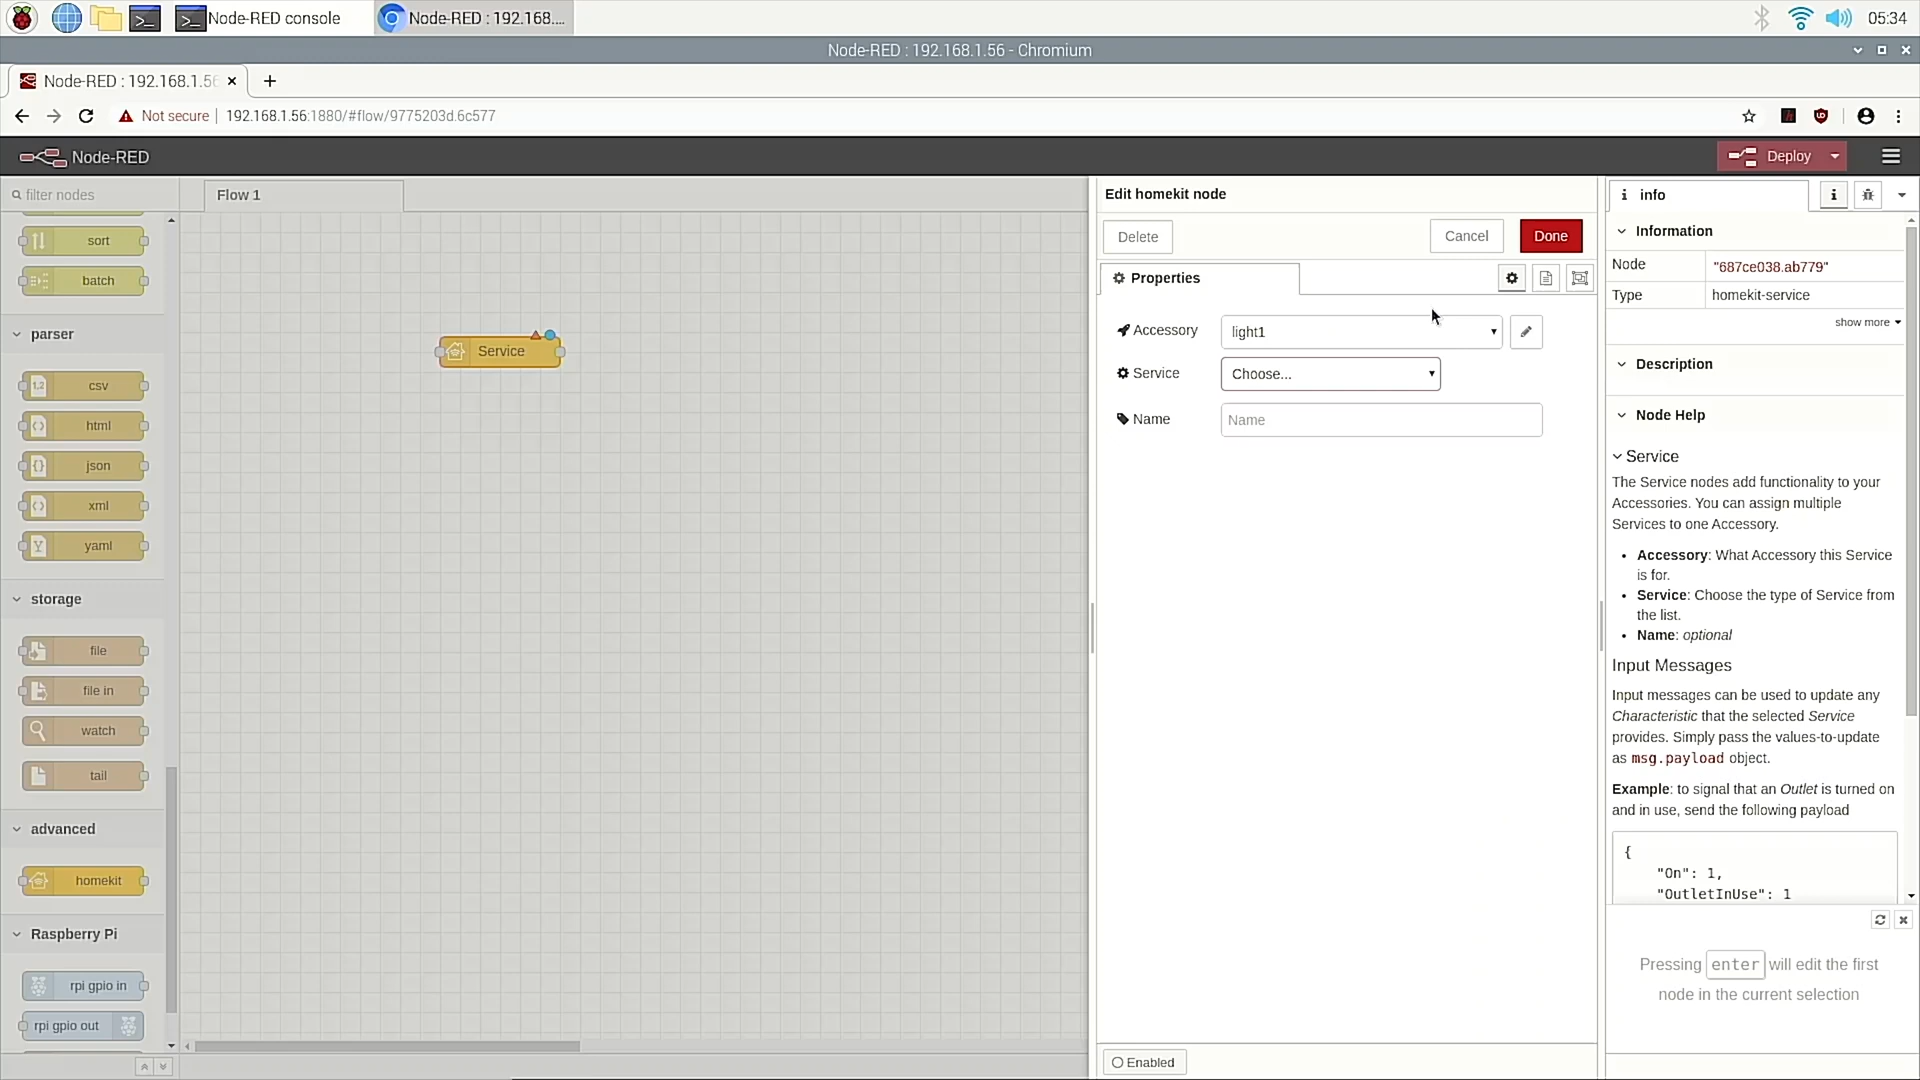 Node-RED console
Node-RED : 192.168....
05:34
Node-RED : 192.168.1.56 - Chromium
Node-RED : 192.168.1.56
Not secure
192.168.1.56:1880/#flow/9775203d.6c577
Node-RED
Deploy
filter nodes
sort
batch
parser
csv
html
json
xml
yaml
storage
file
file in
watch
tail
advanced
homekit
Raspberry Pi
rpi gpio in
rpi gpio out
Flow 1
Service
Edit homekit node
Delete
Cancel
Done
Properties
Accessory
light1
Service
Choose...
Name
Name
Enabled
info
Information
Node
"687ce038.ab779"
Type
homekit-service
show more
Description
Node Help
Service
The Service nodes add functionality to your
Accessories. You can assign multiple
Services to one Accessory.
Accessory: What Accessory this Service
is for.
Service: Choose the type of Service from
the list.
Name: optional
Input Messages
Input messages can be used to update any
Characteristic that the selected Service
provides. Simply pass the values-to-update
as msg.payload object.
Example: to signal that an Outlet is turned on
and in use, send the following payload
{
"On": 1,
"OutletInUse": 1
Pressing enter will edit the first
node in the current selection